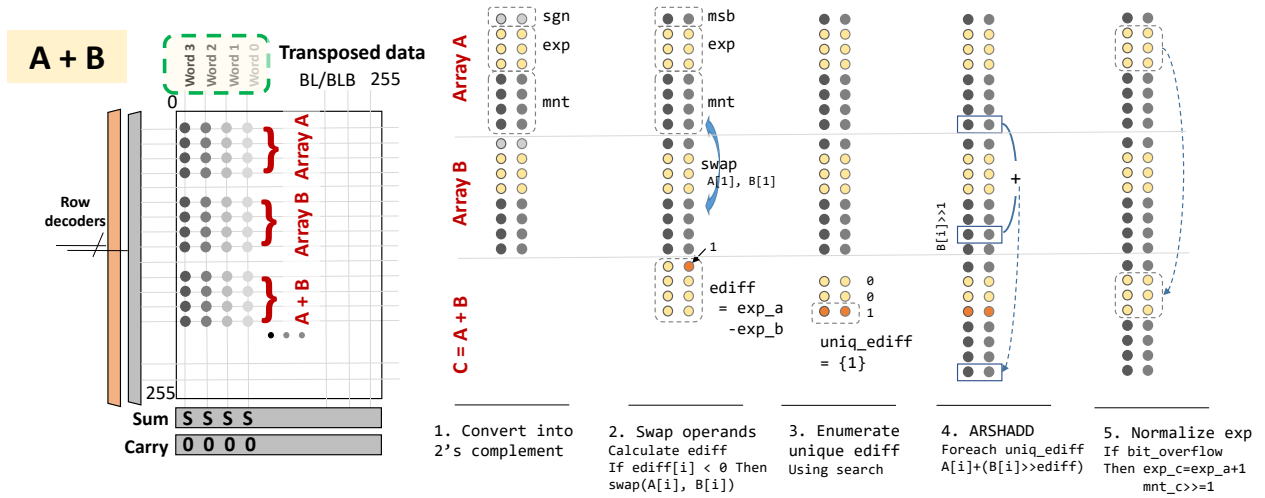 A + B
Word 3
Word 2
Word 1
Word 0
Transposed data
BL/BLB 255
0
Array A
Array B
A + B
Row
decoders
255
Sum S S S S
Carry 0 0 0 0
Array A
Array B
C = A + B
sgn
exp
mnt
1. Convert into
2's complement
msb
exp
mnt
swap
A[1], B[1]
1
ediff
= exp_a
-exp_b
2. Swap operands
Calculate ediff
If ediff[i] < 0 Then
swap(A[i], B[i])
0
0
1
uniq_ediff
= {1}
3. Enumerate
unique ediff
Using search
+
B[i]>>1
4. ARSHADD
Foreach uniq_ediff
A[i]+(B[i]>>ediff)
5. Normalize exp
If bit_overflow
Then exp_c=exp_a+1
mnt_c>>=1